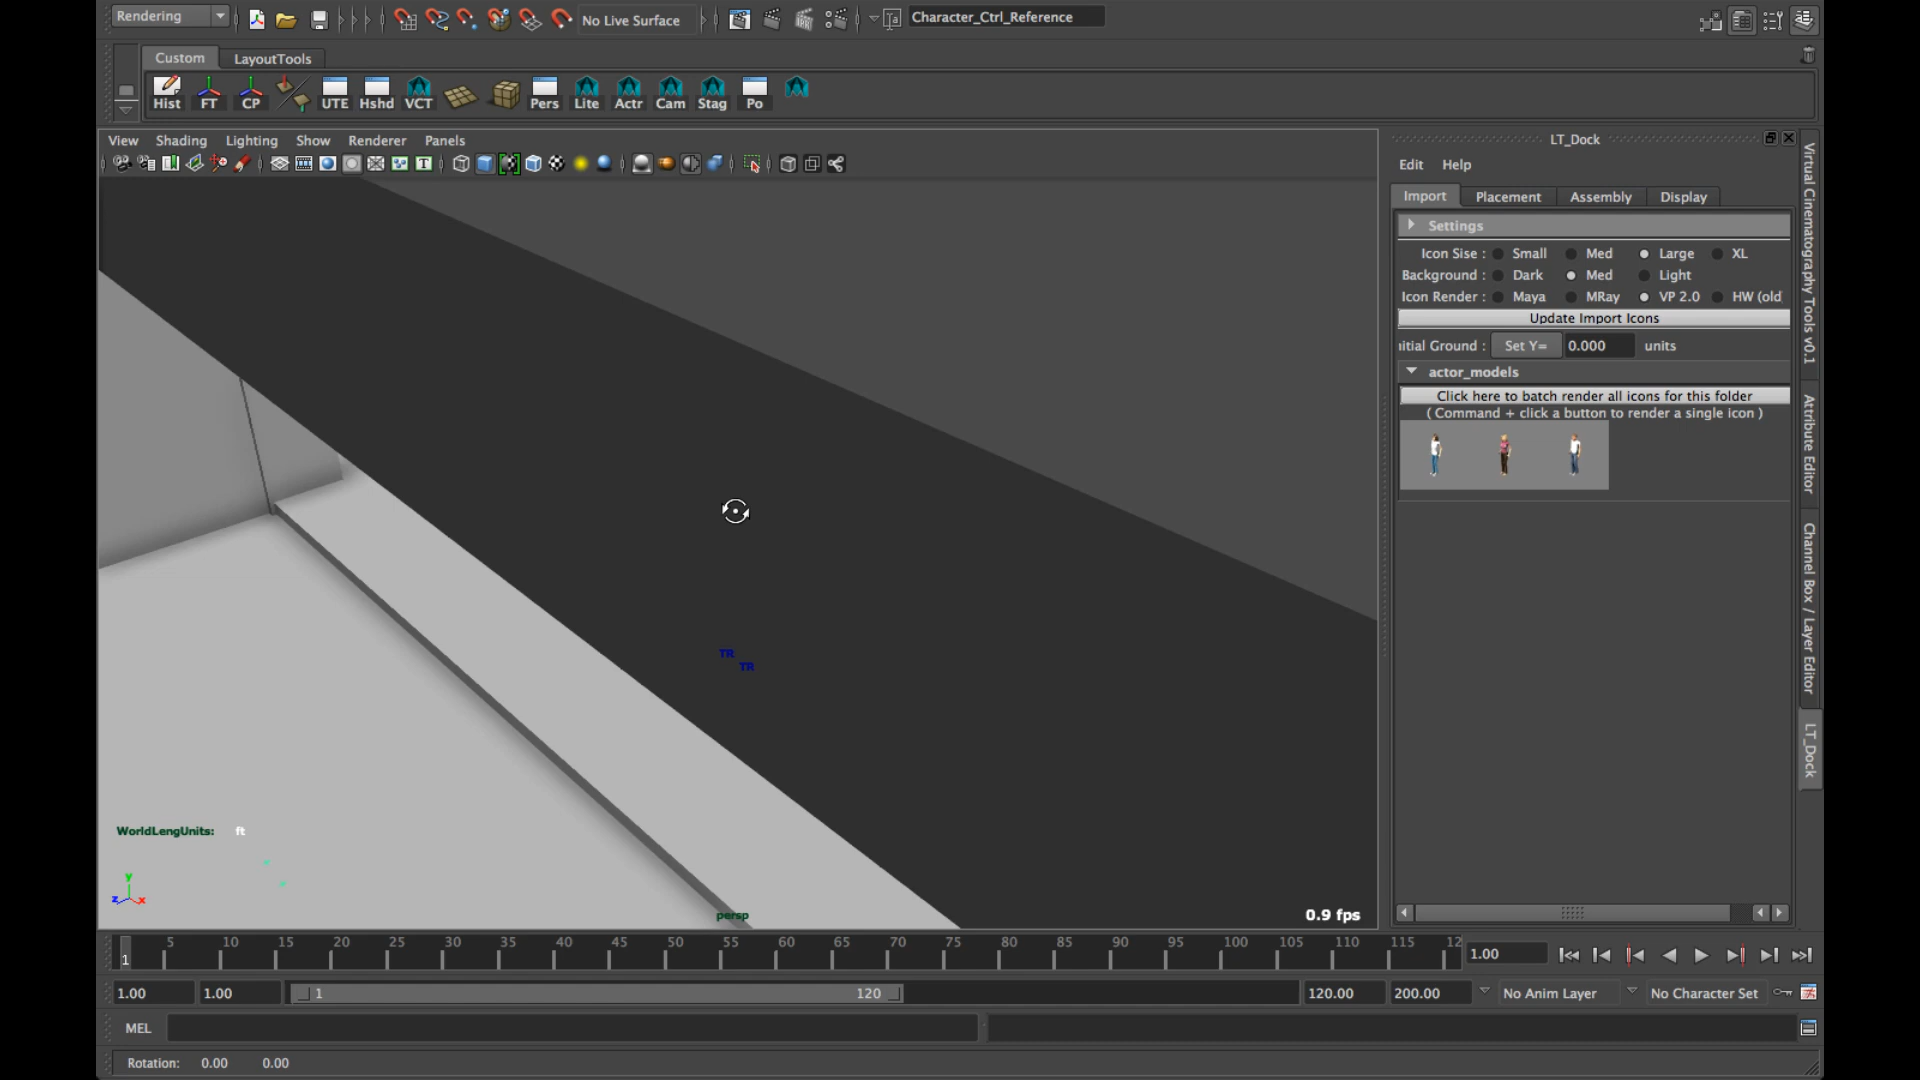 Rendering
No Live Surface
Character_Ctrl_Reference
Custom
LayoutTools
Hist FT CP UTE Hshd VCT Pers Lite Actr Cam Stag Po
View Shading Lighting Show Renderer Panels
LT_Dock
Edit Help
Import Placement Assembly Display
Settings
Icon Sise : Small Med Large XL
Background : Dark Med Light
Icon Render : Maya MRay VP 2.0 HW (old
Update Import Icons
itial Ground : Set Y= 0.000 units
actor_models
Click here to batch render all icons for this folder
( Command + click a button to render a single icon )
Virtual Cinematography Tools v0.1
Attribute Editor
Channel Box / Layer Editor
LT_Dock
TR
TR
WorldLengUnits: ft
y
z x
persp
0.9 fps
1 5 10 15 20 25 30 35 40 45 50 55 60 65 70 75 80 85 90 95 100 105 110 115 12
1.00
1.00 1.00 1 120 120.00 200.00 No Anim Layer No Character Set
MEL
Rotation: 0.00 0.00